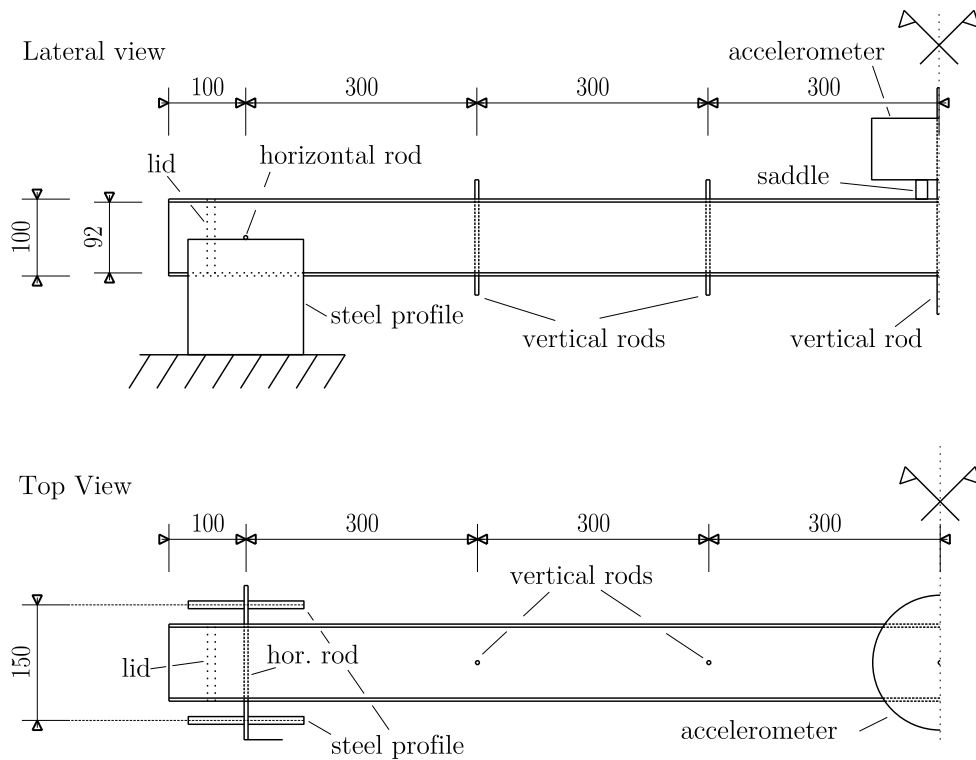 Lateral view
accelerometer
100
300
300
300
lid
horizontal rod
saddle
100
92
steel profile
vertical rods
vertical rod
Top View
100
300
300
300
vertical rods
150
lid
hor. rod
accelerometer
steel profile